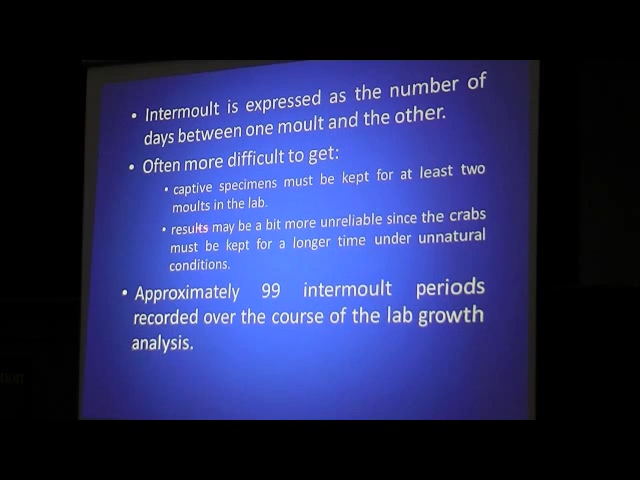 • Intermoult is expressed as the number of
days between one moult and the other.
• Often more difficult to get:
• captive specimens must be kept for at least two
moults in the lab.
• results may be a bit more unreliable since the crabs
must be kept for a longer time under unnatural
conditions.
• Approximately 99 intermoult periods
recorded over the course of the lab growth
analysis.